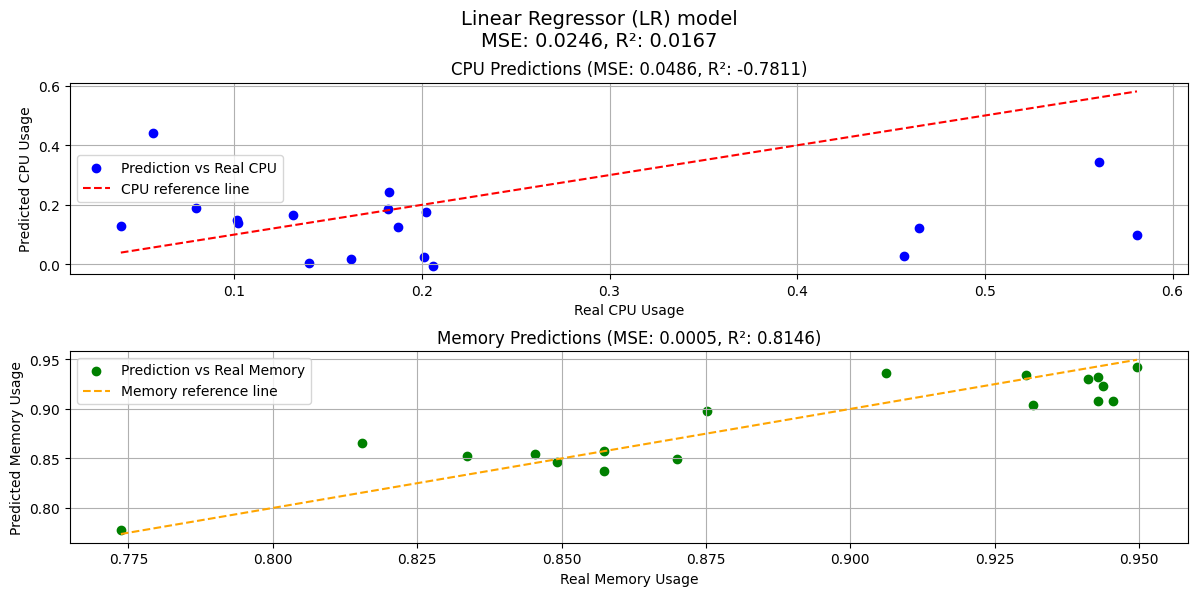 Linear Regressor (LR) model
MSE: 0.0246, R²: 0.0167
CPU Predictions (MSE: 0.0486, R²: -0.7811)
Predicted CPU Usage
0.6
0.4
0.2
0.0
Prediction vs Real CPU
CPU reference line
0.1 0.2 0.3 0.4 0.5 0.6
Real CPU Usage
Memory Predictions (MSE: 0.0005, R²: 0.8146)
Predicted Memory Usage
0.95
0.90
0.85
0.80
Prediction vs Real Memory
Memory reference line
0.775 0.800 0.825 0.850 0.875 0.900 0.925 0.950
Real Memory Usage